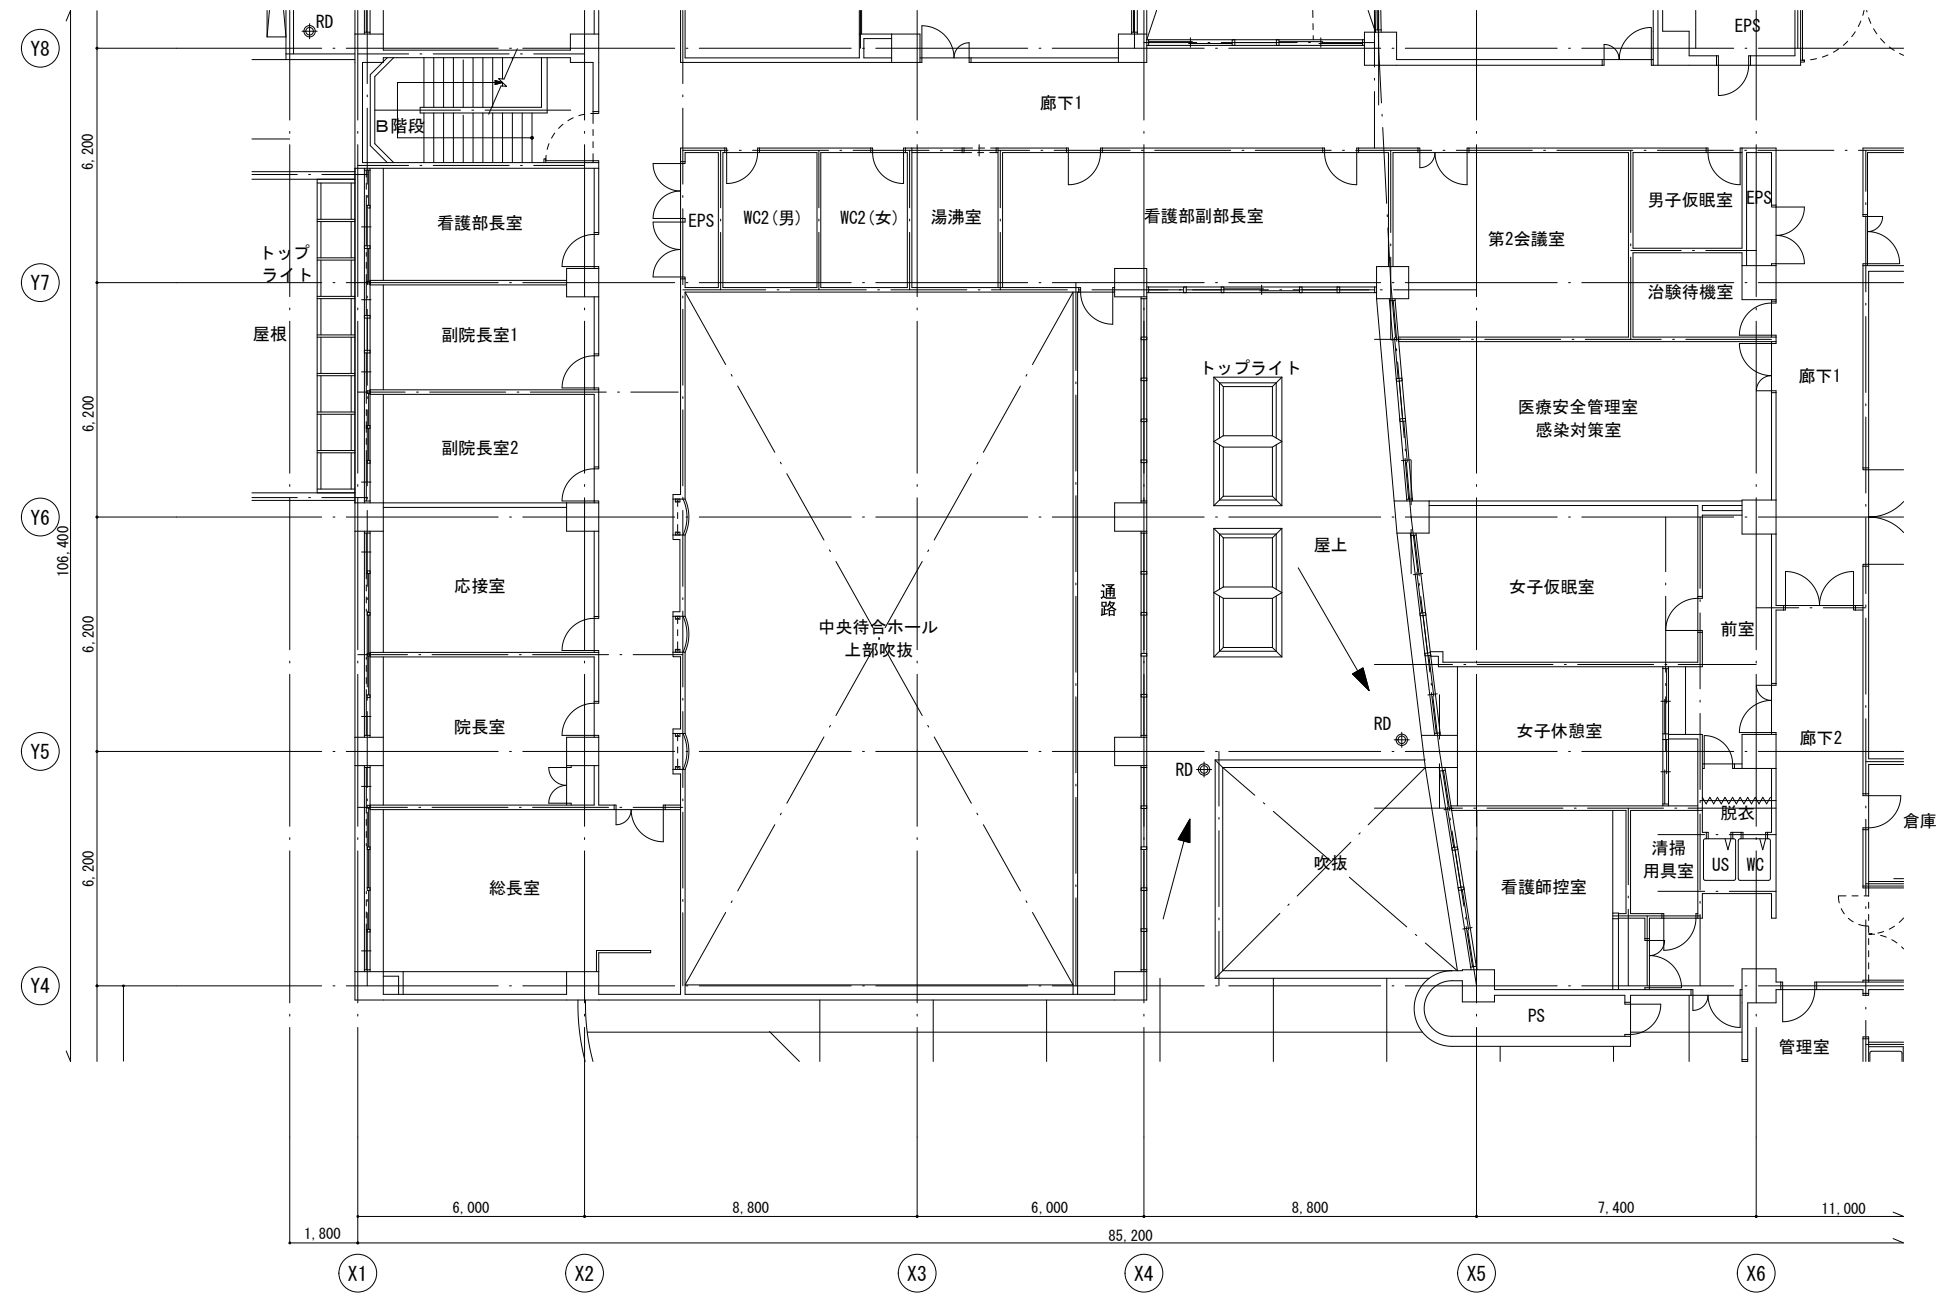 RD
EPS
Y8
廊下1
B階段
6,200
看護部長室
EPS
WC2(男)
WC2(女)
湯沸室
看護部副部長室
第2会議室
男子仮眠室
EPS
トップ
ライト
Y7
治験待機室
屋根
副院長室1
トップライト
廊下1
6,200
医療安全管理室
感染対策室
副院長室2
Y6
106,400
屋上
応接室
通路
女子仮眠室
6,200
中央待合ホール
上部吹抜
前室
院長室
RD
女子休憩室
廊下2
Y5
RD
脱衣
倉庫
6,200
総長室
吹抜
看護師控室
清掃
用具室
US
WC
Y4
PS
管理室
6,000
8,800
6,000
8,800
7,400
11,000
1,800
85,200
X1
X2
X3
X4
X5
X6